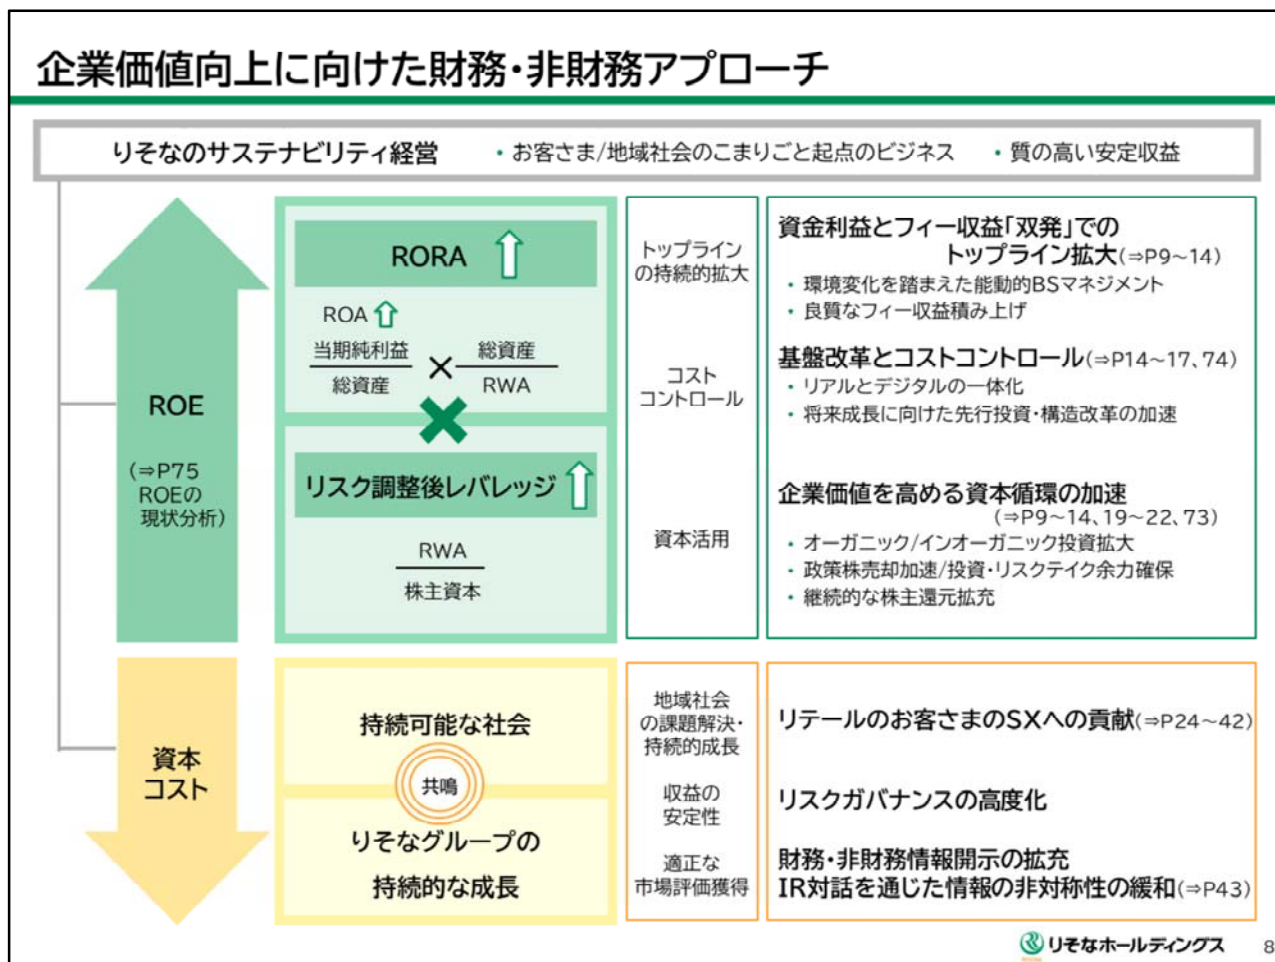 企業価値向上に向けた財務・非財務アプローチ
りそなのサステナビリティ経営
・お客さま/地域社会のこまりごと起点のビジネス
・質の高い安定収益
ROE
(⇒P75
ROEの
現状分析)
RORA
ROA
当期純利益
総資産
×
総資産
RWA
×
リスク調整後レバレッジ
RWA
株主資本
トップライン
の持続的拡大
コスト
コントロール
資本活用
資金利益とフィー収益「双発」での
トップライン拡大(⇒P9～14)
・環境変化を踏まえた能動的BSマネジメント
・良質なフィー収益積み上げ
基盤改革とコストコントロール(⇒P14～17、74)
・リアルとデジタルの一体化
・将来成長に向けた先行投資・構造改革の加速
企業価値を高める資本循環の加速
(⇒P9～14、19～22、73)
・オーガニック/インオーガニック投資拡大
・政策株売却加速/投資・リスクテイク余力確保
・継続的な株主還元拡充
資本
コスト
持続可能な社会
共鳴
りそなグループの
持続的な成長
地域社会
の課題解決・
持続的成長
収益の
安定性
適正な
市場評価獲得
リテールのお客さまのSXへの貢献(⇒P24～42)
リスクガバナンスの高度化
財務・非財務情報開示の拡充
IR対話を通じた情報の非対称性の緩和(⇒P43)
りそなホールディングス
8